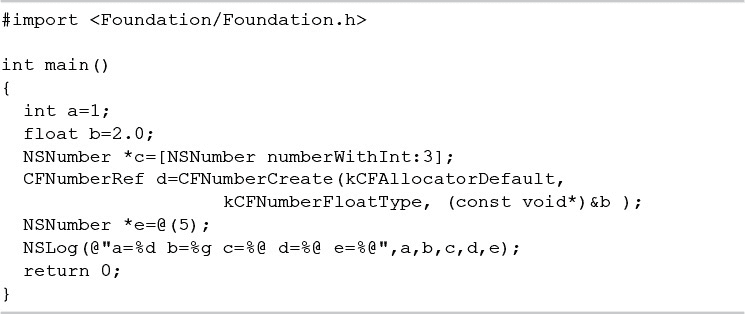 #import <Foundation/Foundation.h>
int main()
{
int a=1;
float b=2.0;
NSNumber *c=[NSNumber numberWithInt:3];
CFNumberRef d=CFNumberCreate(kCFAllocatorDefault,
kCFNumberFloatType, (const void*)&b );
NSNumber *e=@(5);
NSLog(@"a=%d b=%g c=%@ d=%@ e=%@",a,b,c,d,e);
return 0;
}